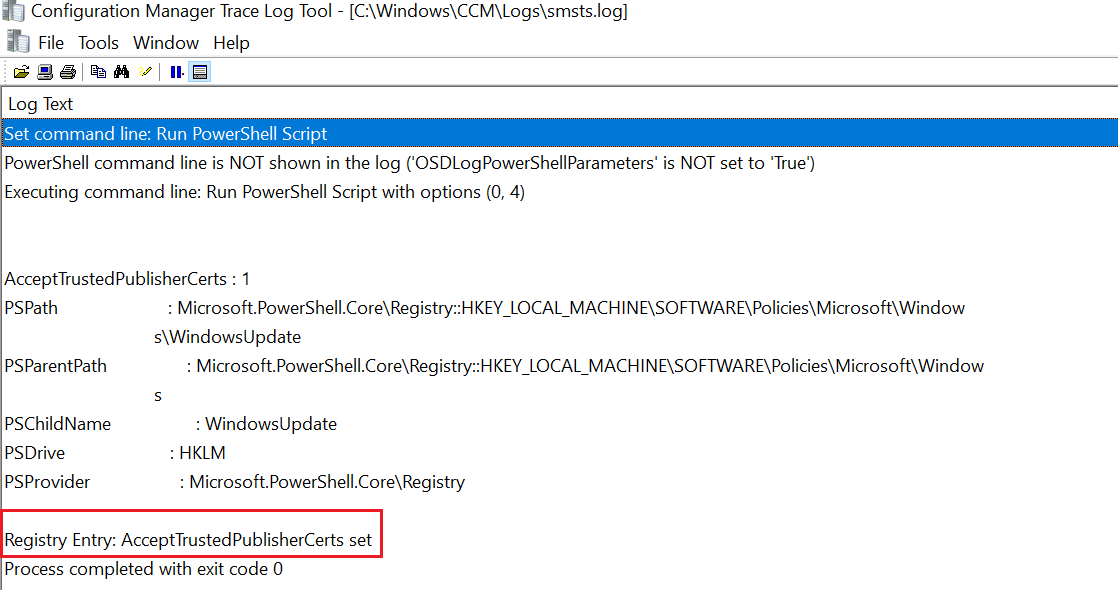 Configuration Manager Trace Log Tool - [C:\Windows\CCM\Logs\smsts.log]
File Tools Window Help
Log Text
Set command line: Run PowerShell Script
PowerShell command line is NOT shown in the log ('OSDLogPowerShellParameters' is NOT set to 'True')
Executing command line: Run PowerShell Script with options (0, 4)
AcceptTrustedPublisherCerts : 1
PSPath : Microsoft.PowerShell.Core\Registry::HKEY_LOCAL_MACHINE\SOFTWARE\Policies\Microsoft\Window
s\WindowsUpdate
PSParentPath : Microsoft.PowerShell.Core\Registry::HKEY_LOCAL_MACHINE\SOFTWARE\Policies\Microsoft\Window
s
PSChildName : WindowsUpdate
PSDrive : HKLM
PSProvider : Microsoft.PowerShell.Core\Registry
Registry Entry: AcceptTrustedPublisherCerts set
Process completed with exit code 0